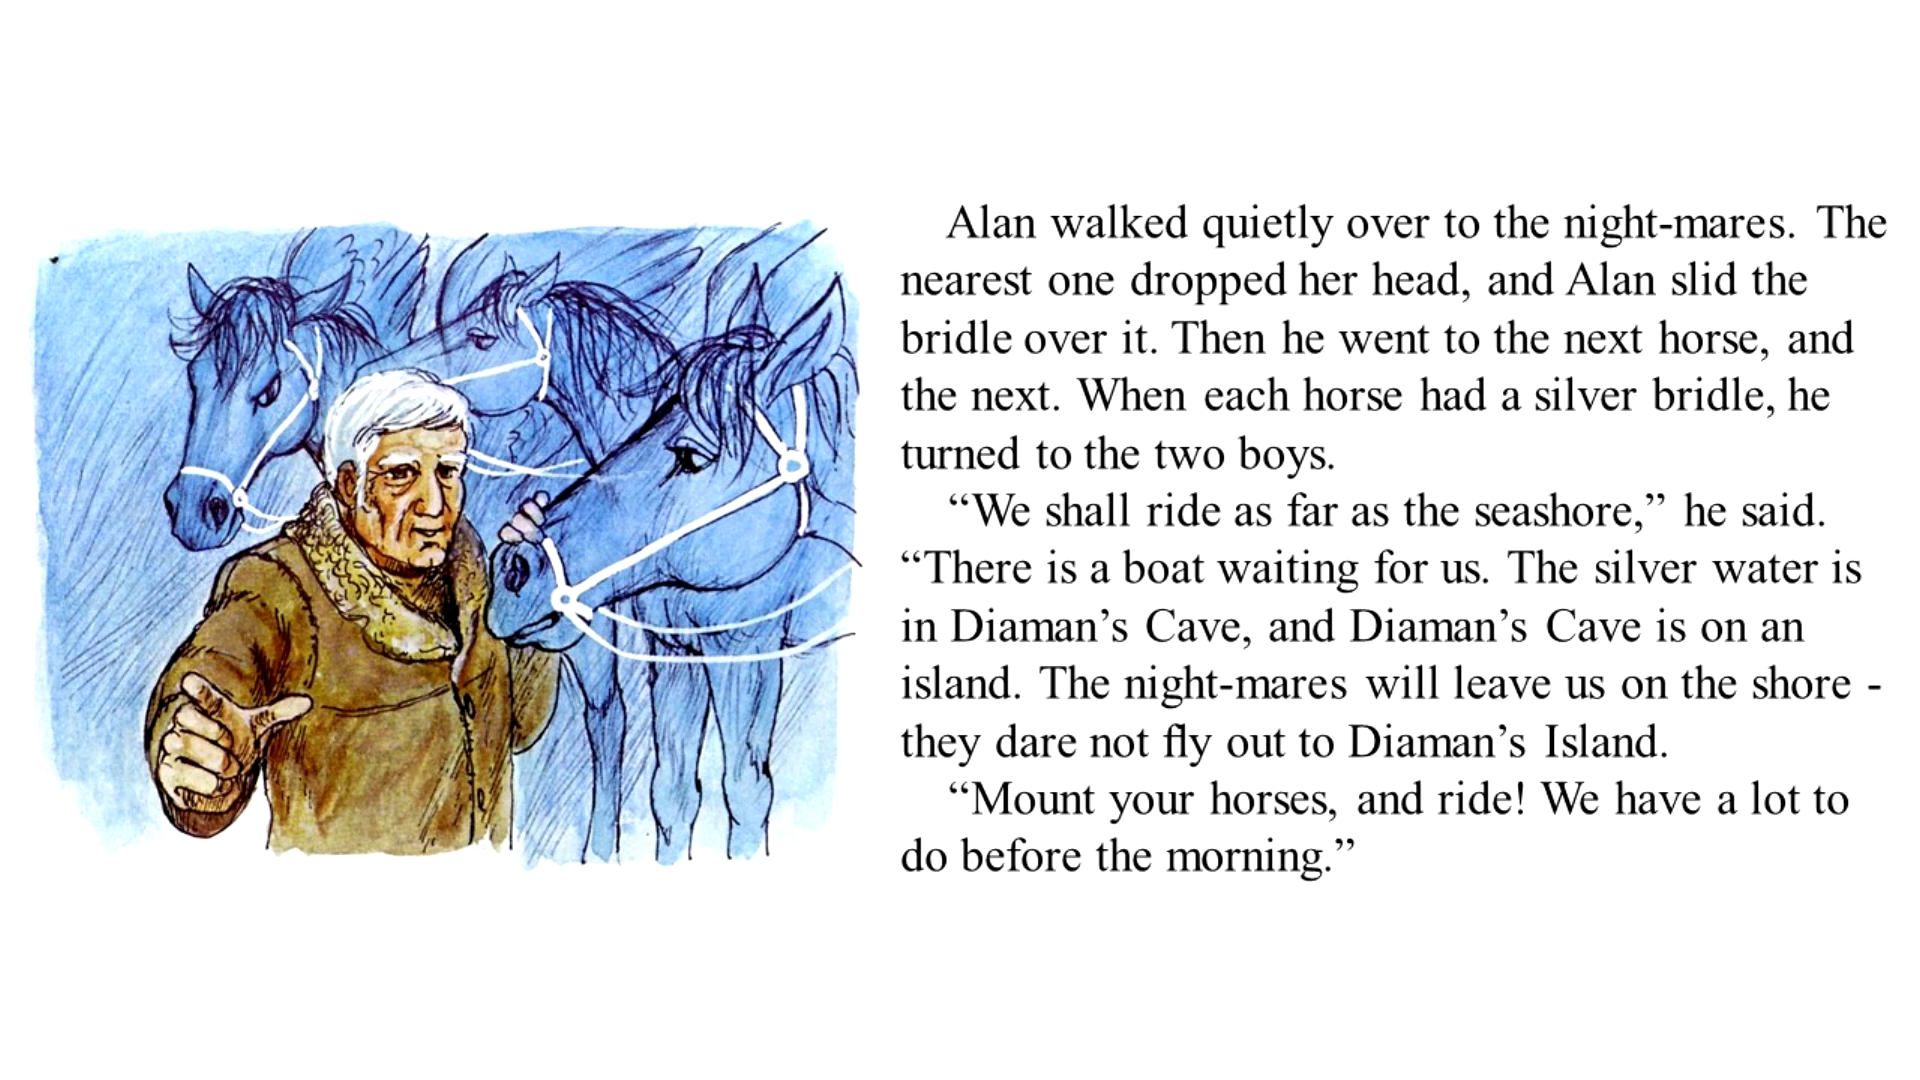 Alan walked quietly over to the night-mares. The
nearest one dropped her head, and Alan slid the
bridle over it. Then he went to the next horse, and
the next. When each horse had a silver bridle, he
turned to the two boys.
“We shall ride as far as the seashore,” he said.
“There is a boat waiting for us. The silver water is
in Diaman’s Cave, and Diaman’s Cave is on an
island. The night-mares will leave us on the shore -
they dare not fly out to Diaman’s Island.
“Mount your horses, and ride! We have a lot to
do before the morning.”